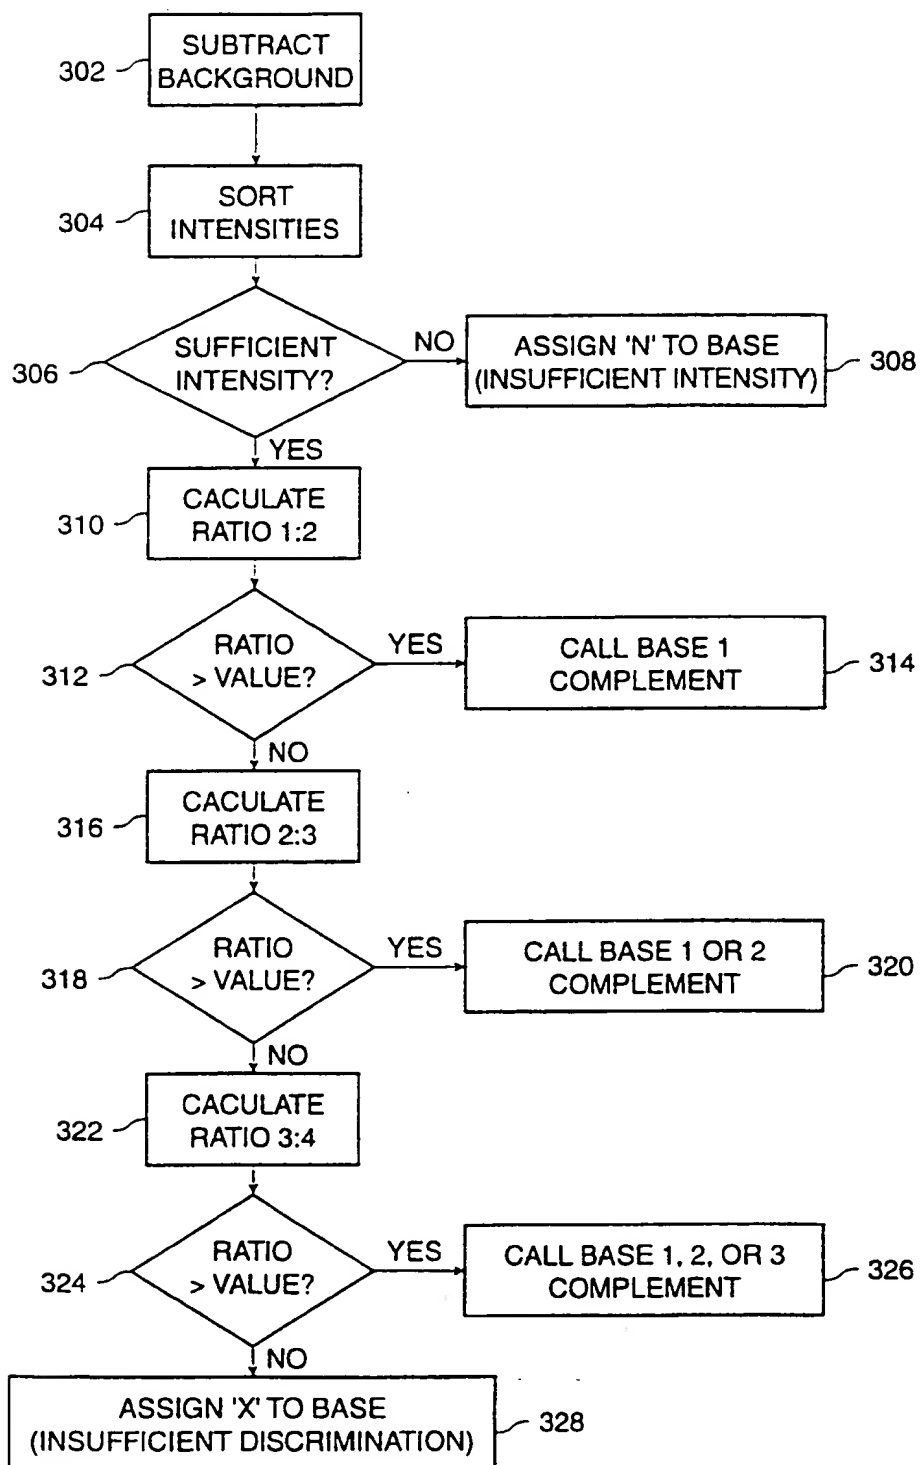 SUBTRACT
BACKGROUND
302
SORT
INTENSITIES
304
SUFFICIENT
INTENSITY?
306
NO
ASSIGN 'N' TO BASE
(INSUFFICIENT INTENSITY)
308
YES
CACULATE
RATIO 1:2
310
RATIO
> VALUE?
312
YES
CALL BASE 1
COMPLEMENT
314
NO
CACULATE
RATIO 2:3
316
RATIO
> VALUE?
318
YES
CALL BASE 1 OR 2
COMPLEMENT
320
NO
CACULATE
RATIO 3:4
322
RATIO
> VALUE?
324
YES
CALL BASE 1, 2, OR 3
COMPLEMENT
326
NO
ASSIGN 'X' TO BASE
(INSUFFICIENT DISCRIMINATION)
328